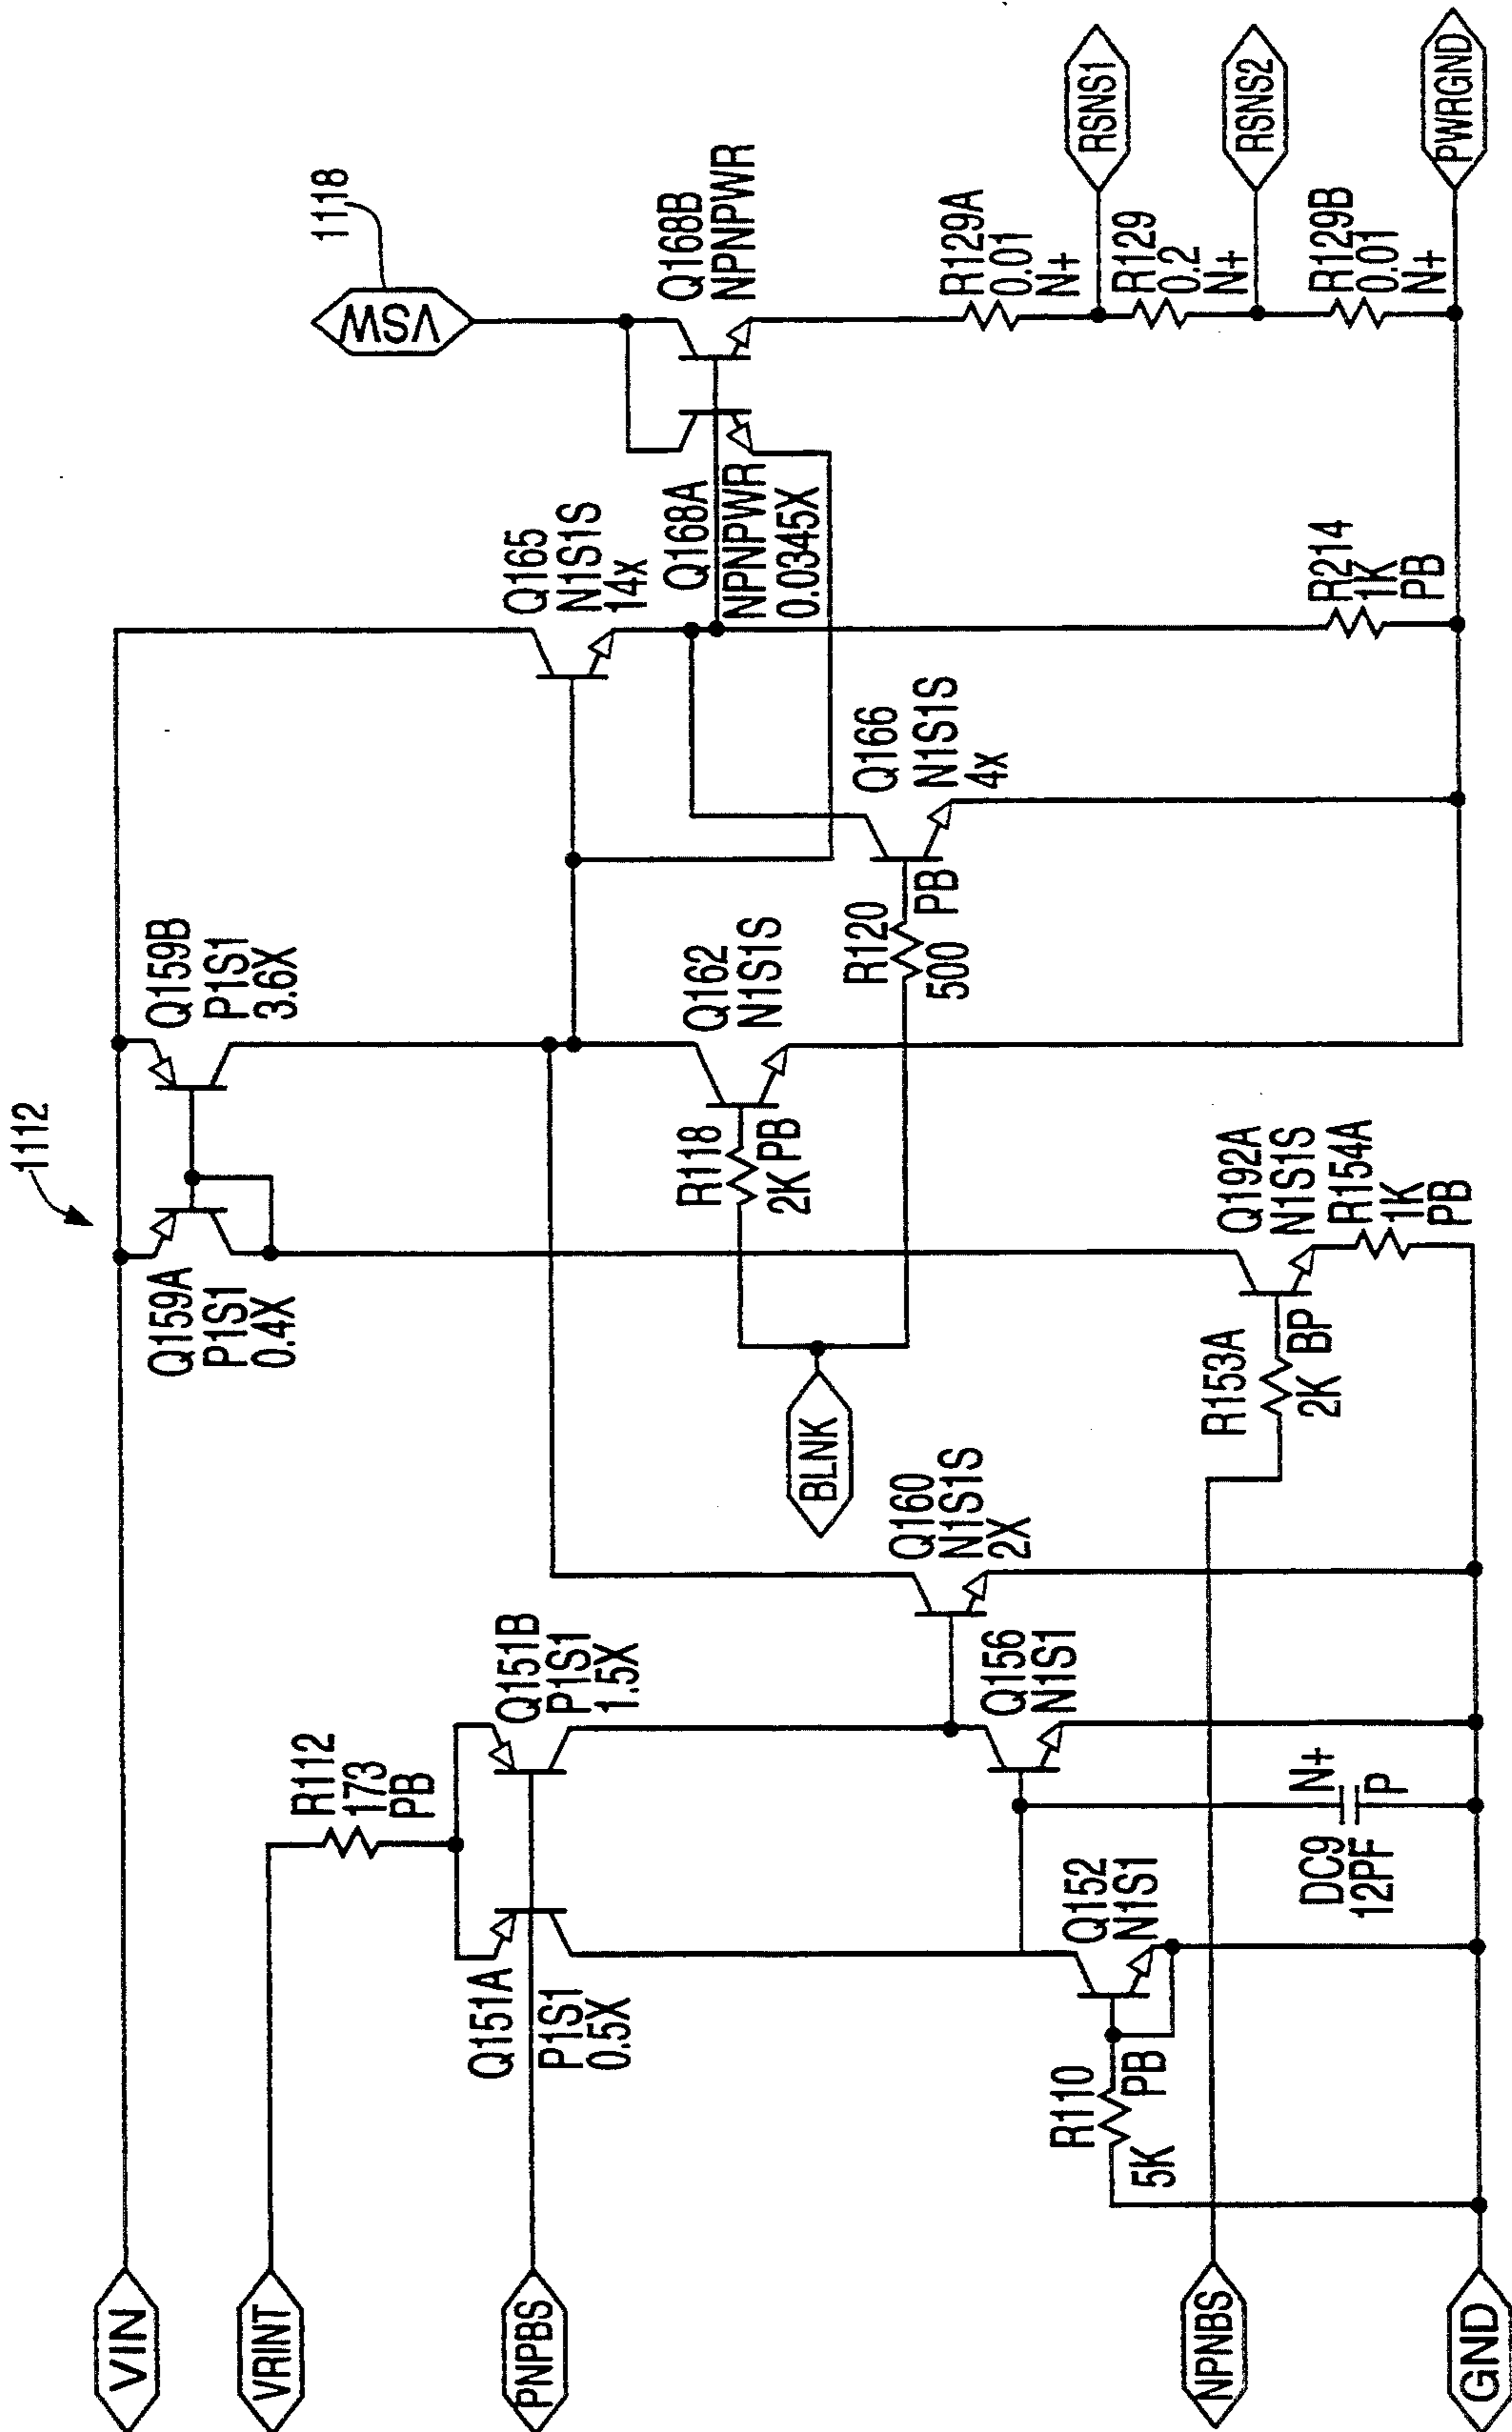 1112
1118
VIN
VRINT
PNPBS
NPNBS
GND
R112
173
PB
Q151A
P1S1
0.5X
Q151B
P1S1
1.5X
R110
5K
PB
Q152
N1S1
DC9
12PF
N+
P
Q156
N1S1
Q160
N1S1S
2X
Q159A
P1S1
0.4X
Q159B
P1S1
3.6X
BLNK
R118
2K
PB
Q162
N1S1S
R120
500
PB
Q166
N1S1S
4x
R153A
2K
BP
Q192A
N1S1S
R154A
1K
PB
Q165
N1S1S
14x
Q168A
NPNPWR
0.0345X
VSW
Q168B
NPNPWR
R214
1K
PB
R129A
0.01
N+
R129
0.2
N+
R129B
0.01
N+
RSNS1
RSNS2
PWRGND